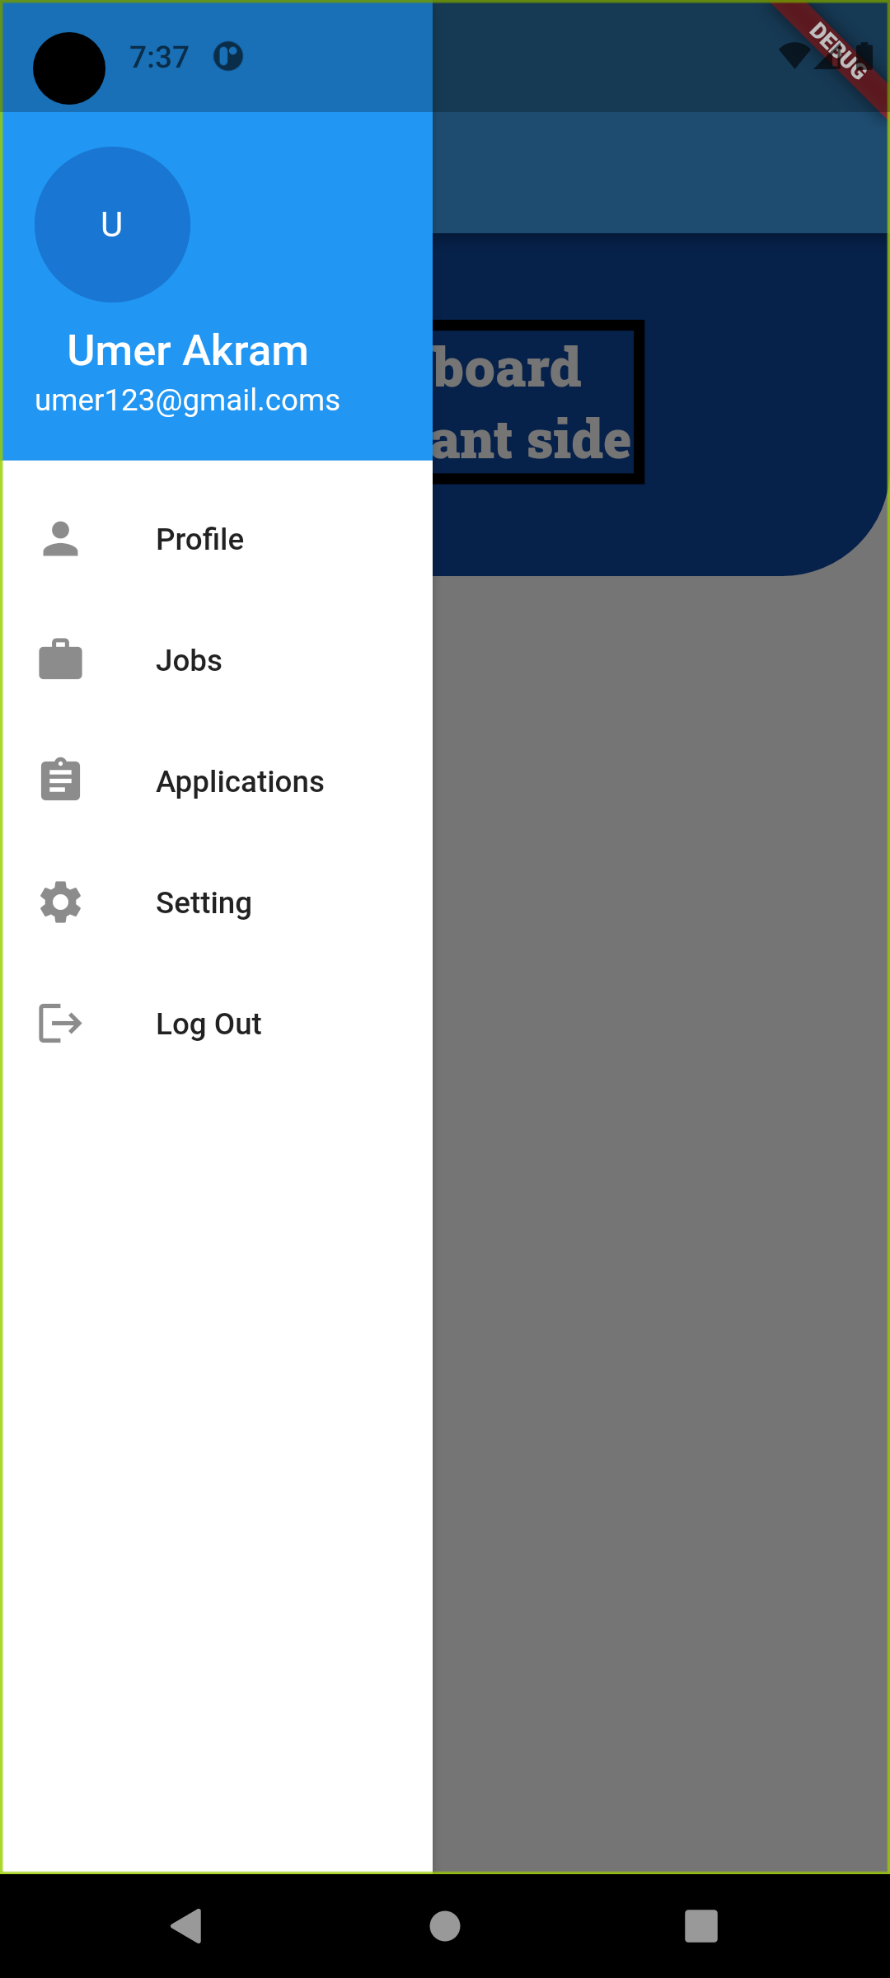 7:37
DEBUG
U
Umer Akram
umer123@gmail.coms
board
ant side
Profile
Jobs
Applications
Setting
Log Out